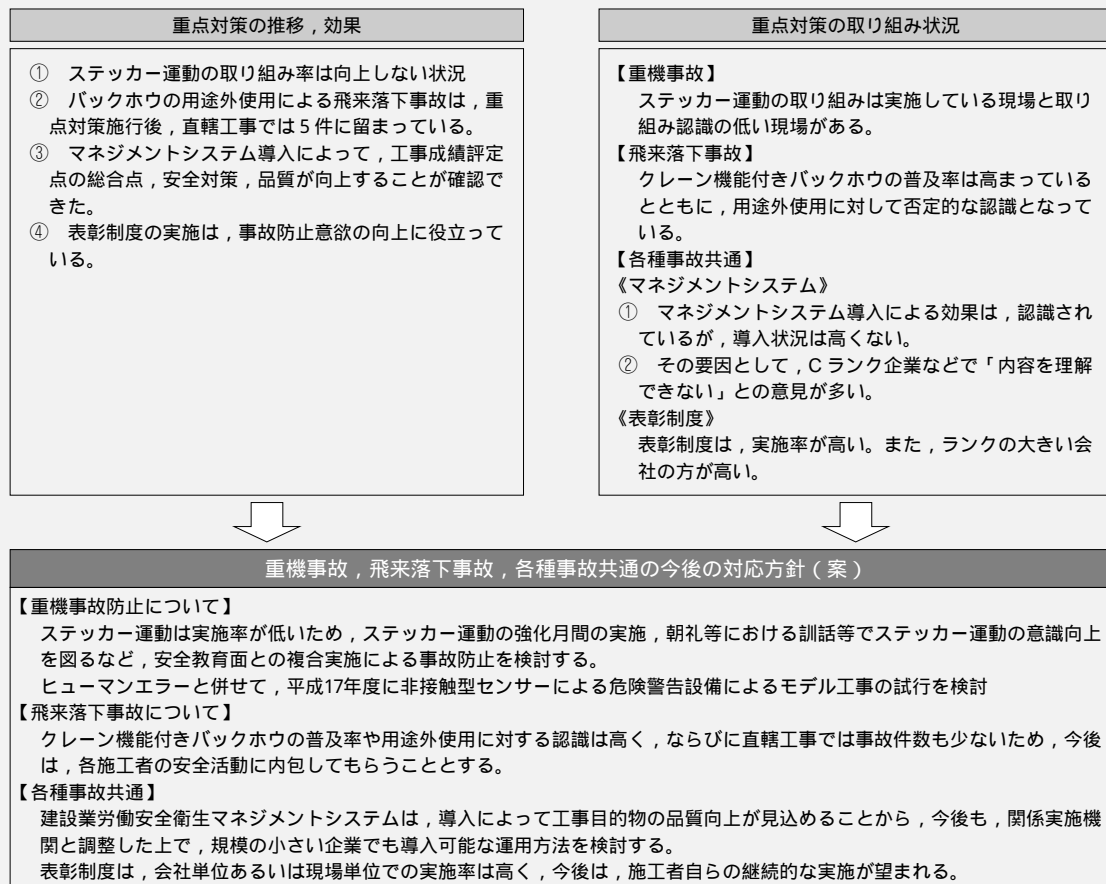 重点対策の推移，効果
① ステッカー運動の取り組み率は向上しない状況
② バックホウの用途外使用による飛来落下事故は，重
点対策施行後，直轄工事では５件に留まっている。
③ マネジメントシステム導入によって，工事成績評定
点の総合点，安全対策，品質が向上することが確認で
きた。
④ 表彰制度の実施は，事故防止意欲の向上に役立って
いる。
重点対策の取り組み状況
【重機事故】
ステッカー運動の取り組みは実施している現場と取り
組み認識の低い現場がある。
【飛来落下事故】
クレーン機能付きバックホウの普及率は高まっている
とともに，用途外使用に対して否定的な認識となって
いる。
【各種事故共通】
《マネジメントシステム》
① マネジメントシステム導入による効果は，認識され
ているが，導入状況は高くない。
② その要因として，Ｃランク企業などで「内容を理解
できない」との意見が多い。
《表彰制度》
表彰制度は，実施率が高い。また，ランクの大きい会
社の方が高い。
重機事故，飛来落下事故，各種事故共通の今後の対応方針（案）
【重機事故防止について】
ステッカー運動は実施率が低いため，ステッカー運動の強化月間の実施，朝礼等における訓話等でステッカー運動の意識向上
を図るなど，安全教育面との複合実施による事故防止を検討する。
ヒューマンエラーと併せて，平成17年度に非接触型センサーによる危険警告設備によるモデル工事の試行を検討
【飛来落下事故について】
クレーン機能付きバックホウの普及率や用途外使用に対する認識は高く，ならびに直轄工事では事故件数も少ないため，今後
は，各施工者の安全活動に内包してもらうこととする。
【各種事故共通】
建設業労働安全衛生マネジメントシステムは，導入によって工事目的物の品質向上が見込めることから，今後も，関係実施機
関と調整した上で，規模の小さい企業でも導入可能な運用方法を検討する。
表彰制度は，会社単位あるいは現場単位での実施率は高く，今後は，施工者自らの継続的な実施が望まれる。